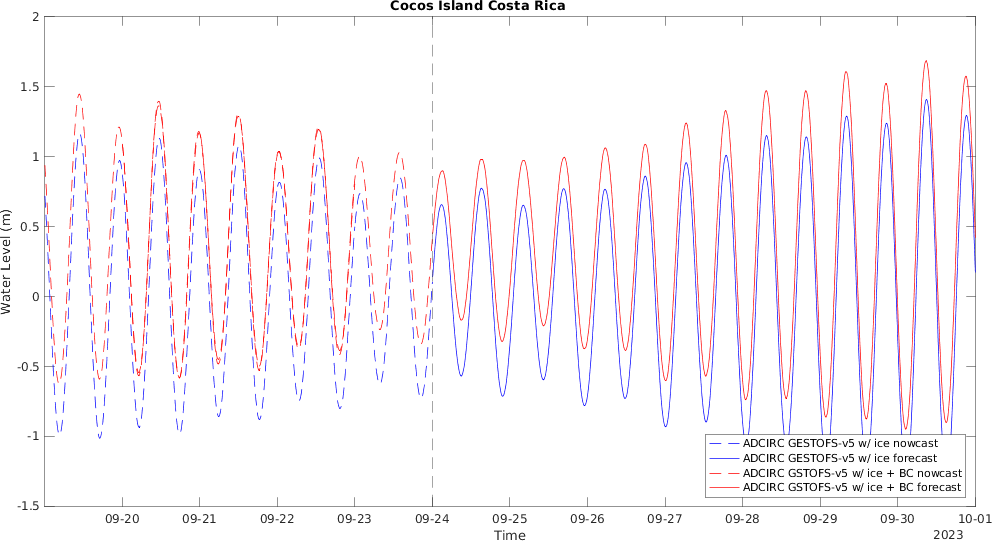 Cocos Island Costa Rica
Water Level (m)
2
1.5
1
0.5
0
-0.5
-1
-1.5
ADCIRC GESTOFS-v5 w/ ice nowcast
ADCIRC GESTOFS-v5 w/ ice forecast
ADCIRC GSTOFS-v5 w/ ice + BC nowcast
ADCIRC GSTOFS-v5 w/ ice + BC forecast
09-20 09-21 09-22 09-23 09-24 09-25 09-26 09-27 09-28 09-29 09-30 10-01
Time
2023